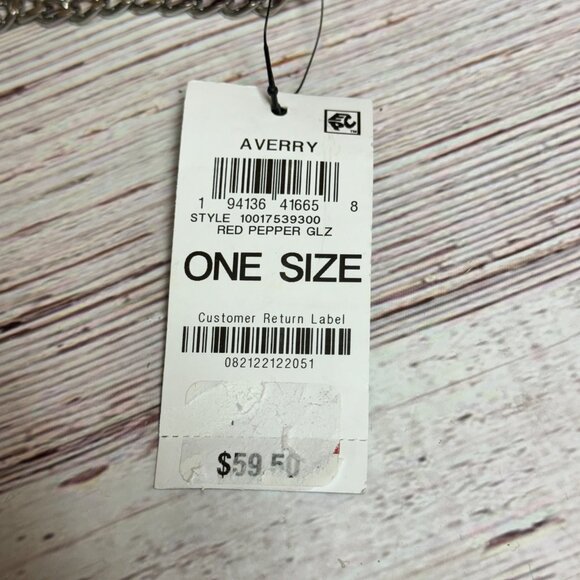 AVERRY
1 94136 41665 8
STYLE 10017539300
RED PEPPER GLZ
ONE SIZE
Customer Return Label
082122122051
$59.50